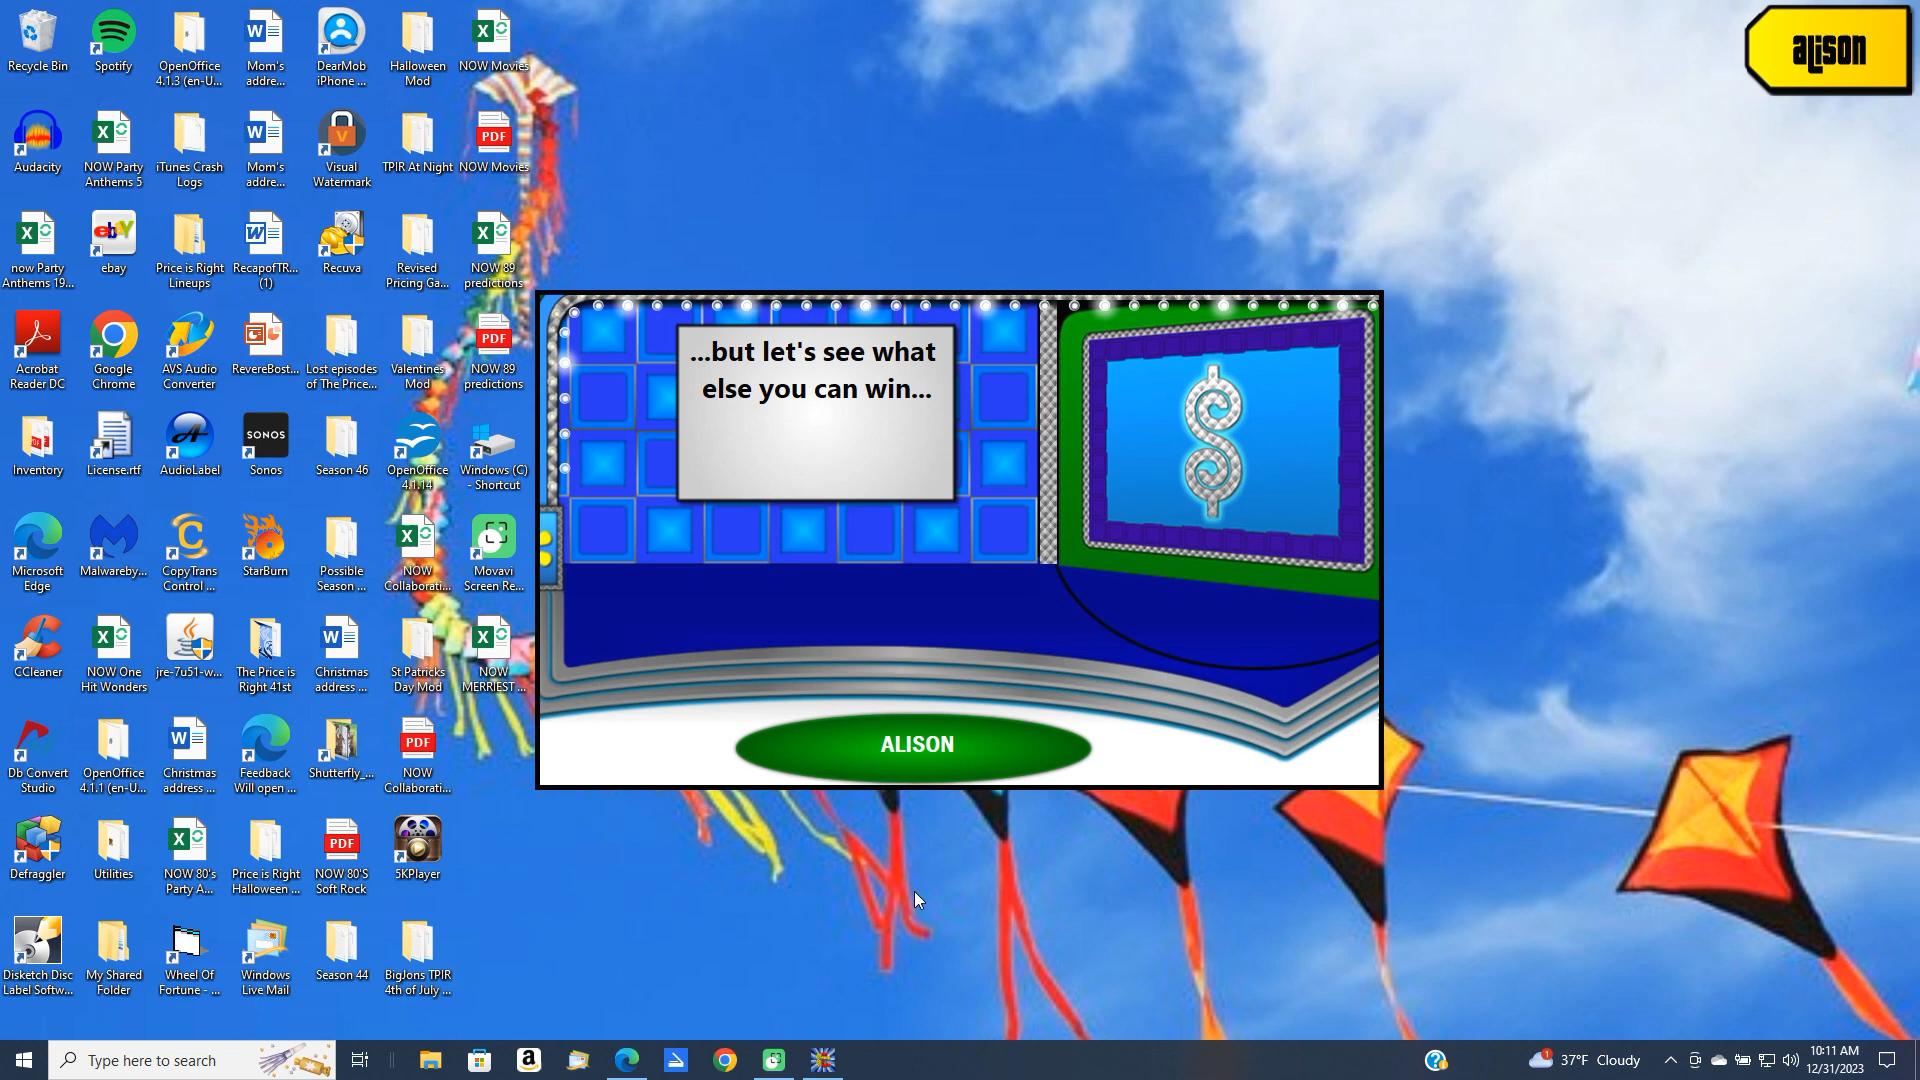 Recycle Bin
Spotify
OpenOffice
4.1.3 (en-U...
Mom's
addre...
DearMob
iPhone ...
Halloween
Mod
NOW Movies
Audacity
NOW Party
Anthems 5
iTunes Crash
Logs
Mom's
addre...
Visual
Watermark
TPIR At Night
PDF
NOW Movies
now Party
Anthems 19...
ebay
ebay
Price is Right
Lineups
RecapofTR...
(1)
Recuva
Revised
Pricing Ga...
NOW 89
predictions
Acrobat
Reader DC
Google
Chrome
AVS Audio
Converter
RevereBost...
Lost episodes
of The Price...
Valentines
Mod
PDF
NOW 89
predictions
Inventory
License.rtf
AudioLabel
SONOS
Sonos
Season 46
OpenOffice
4.1.14
Windows (C)
- Shortcut
Microsoft
Edge
Malwareby...
CopyTrans
Control ...
StarBurn
Possible
Season ...
NOW
Collaborati...
Movavi
Screen Re...
CCleaner
NOW One
Hit Wonders
jre-7u51-w...
The Price is
Right 41st
Christmas
address ...
St Patricks
Day Mod
NOW
MERRIEST ...
Db Convert
Studio
OpenOffice
4.1.1 (en-U...
Christmas
address ...
Feedback
Will open ...
Shutterfly_...
PDF
NOW
Collaborati...
Defraggler
Utilities
NOW 80's
Party A...
Price is Right
Halloween ...
PDF
NOW 80'S
Soft Rock
5KPlayer
Disketch Disc
Label Softw...
My Shared
Folder
Wheel Of
Fortune - ...
Windows
Live Mail
Season 44
BigJons TPIR
4th of July ...
...but let's see what
else you can win...
ALISON
alison
Type here to search
37°F Cloudy
10:11 AM
12/31/2023